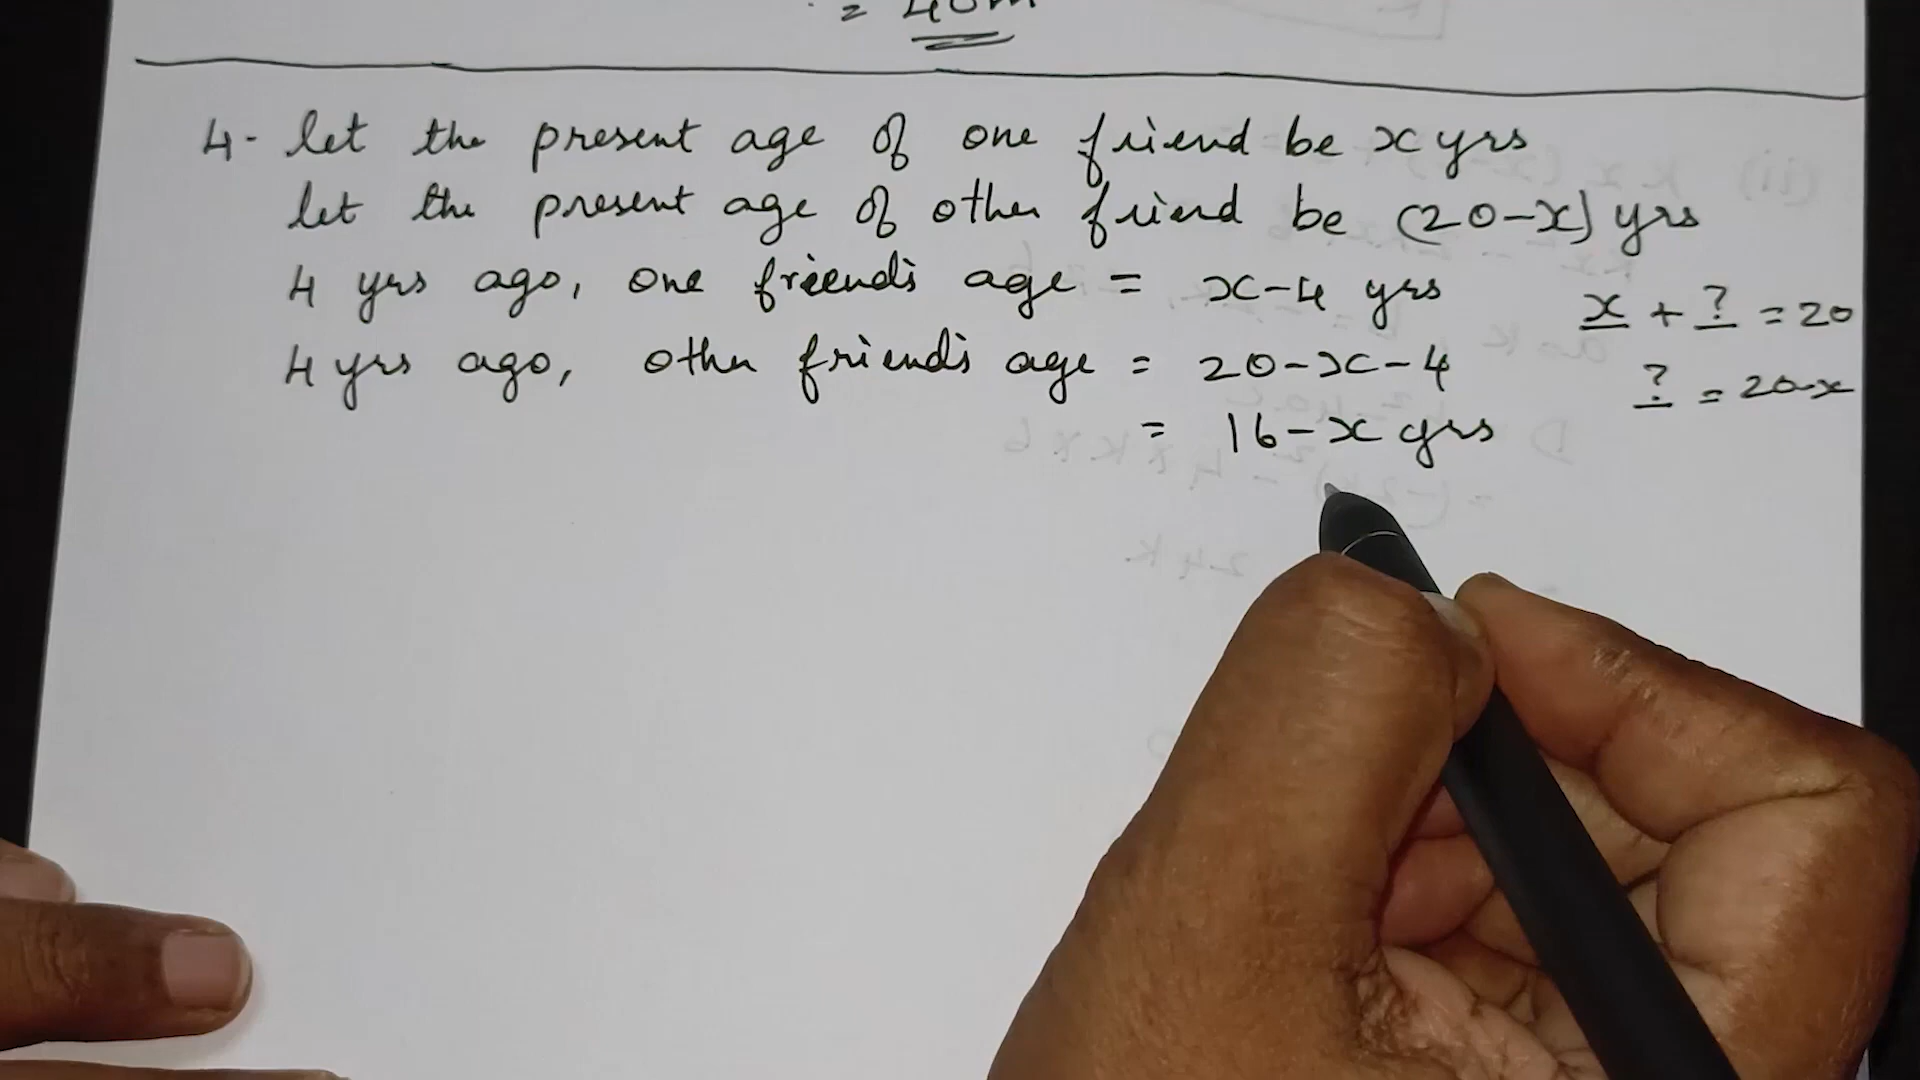 = 40m
4- let the present age of one friend be x yrs
let the present age of other friend be (20-x) yrs
4 yrs ago, one friend's age = x-4 yrs
x + ? = 20
4 yrs ago, other friend's age = 20-x-4
? = 20-x
= 16-x yrs